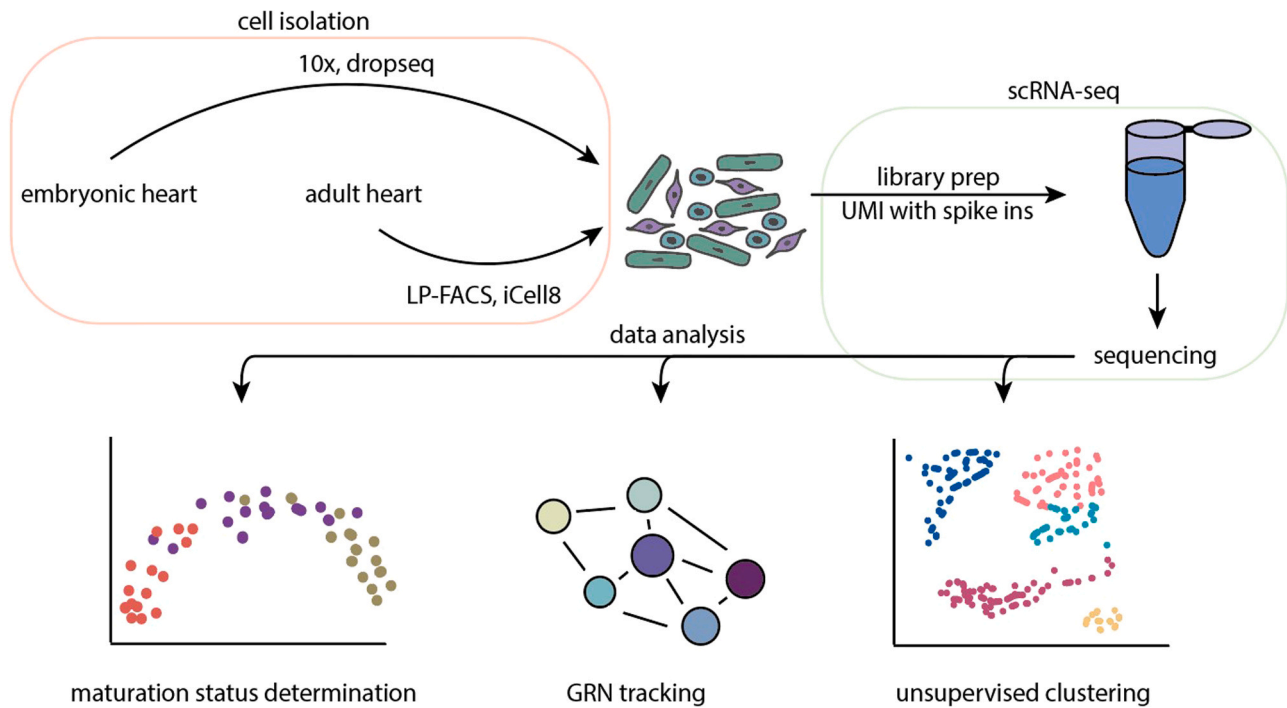 cell isolation
10x, dropseq
embryonic heart
adult heart
LP-FACS, iCell8
scRNA-seq
library prep
UMI with spike ins
sequencing
data analysis
maturation status determination
GRN tracking
unsupervised clustering